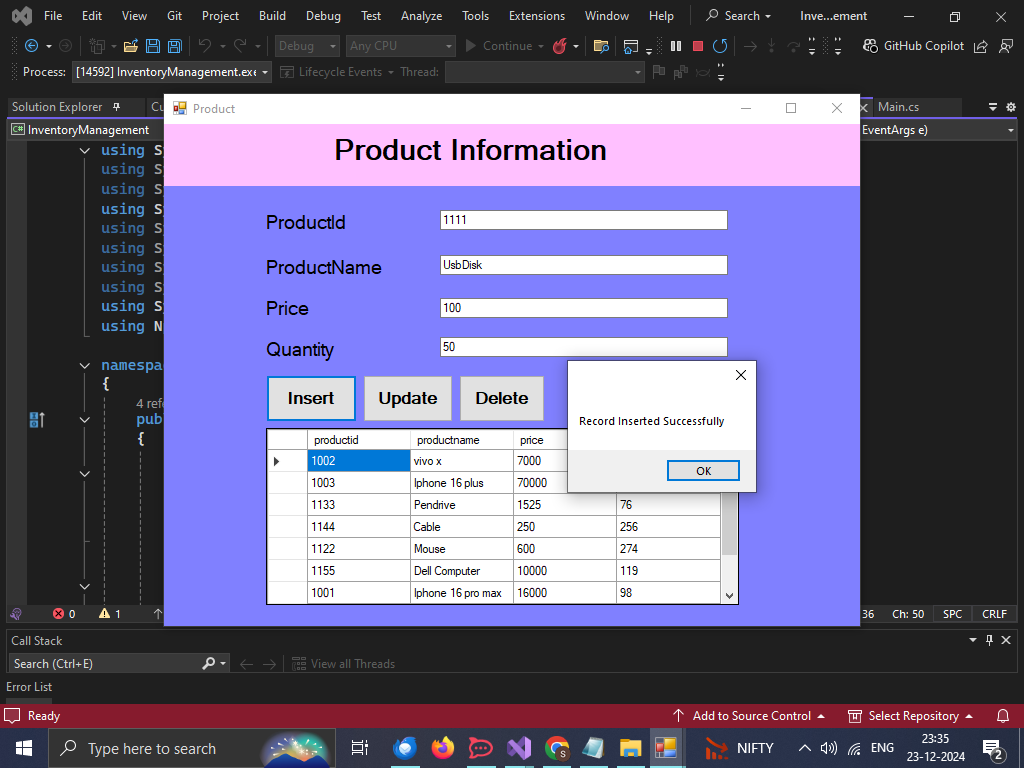 File Edit View Git Project Build Debug Test Analyze Tools Extensions Window Help Search Inve...ement
Debug Any CPU Continue GitHub Copilot
Process: [14592] InventoryManagement.exe Lifecycle Events Thread:
Solution Explorer Main.cs
InventoryManagement EventArgs e)
Product
Product Information
ProductId 1111
ProductName UsbDisk
Price 100
Quantity 50
Insert Update Delete
Record Inserted Successfully
OK
productid productname price
1002 vivo x 7000
1003 Iphone 16 plus 70000
1133 Pendrive 1525 76
1144 Cable 250 256
1122 Mouse 600 274
1155 Dell Computer 10000 119
1001 Iphone 16 pro max 16000 98
using S
using S
using S
using S
using S
using S
using S
using S
using S
using N
namespa
{
4 refe
pub
{
0 1 36 Ch: 50 SPC CRLF
Call Stack
Search (Ctrl+E) View all Threads
Error List
Ready Add to Source Control Select Repository
Type here to search NIFTY ENG 23:35
23-12-2024 2